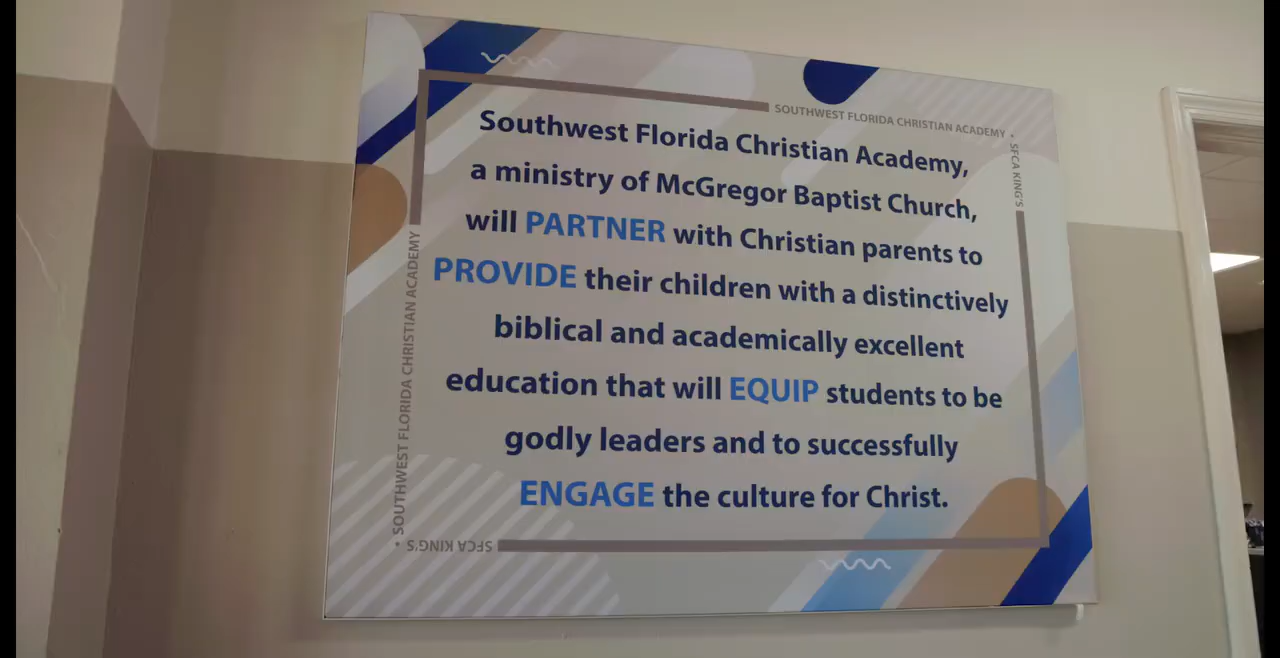 SOUTHWEST FLORIDA CHRISTIAN ACADEMY •
SFCA KING'S
Southwest Florida Christian Academy,
a ministry of McGregor Baptist Church,
will PARTNER with Christian parents to
PROVIDE their children with a distinctively
biblical and academically excellent
education that will EQUIP students to be
godly leaders and to successfully
ENGAGE the culture for Christ.
SOUTHWEST FLORIDA CHRISTIAN ACADEMY
• SFCA KING'S